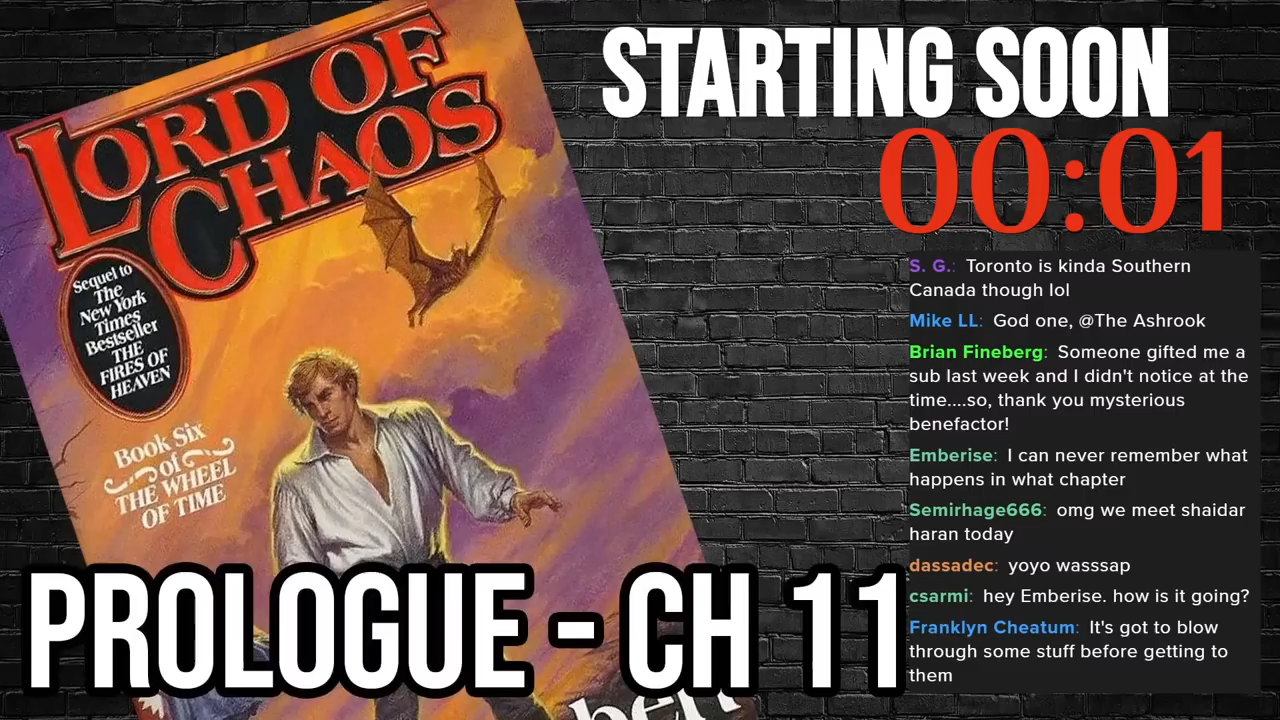 LORD OF
CHAOS
Sequel to
The
New York
Times
Bestseller
THE
FIRES OF
HEAVEN
Book Six
of
THE WHEEL
OF TIME
PROLOGUE - CH 11
STARTING SOON
00:01
S. G.: Toronto is kinda Southern
Canada though lol
Mike LL: God one, @The Ashrook
Brian Fineberg: Someone gifted me a
sub last week and I didn't notice at the
time....so, thank you mysterious
benefactor!
Emberise: I can never remember what
happens in what chapter
Semirhage666: omg we meet shaidar
haran today
dassadec: yoyo wasssap
csarmi: hey Emberise. how is it going?
Franklyn Cheatum: It's got to blow
through some stuff before getting to
them